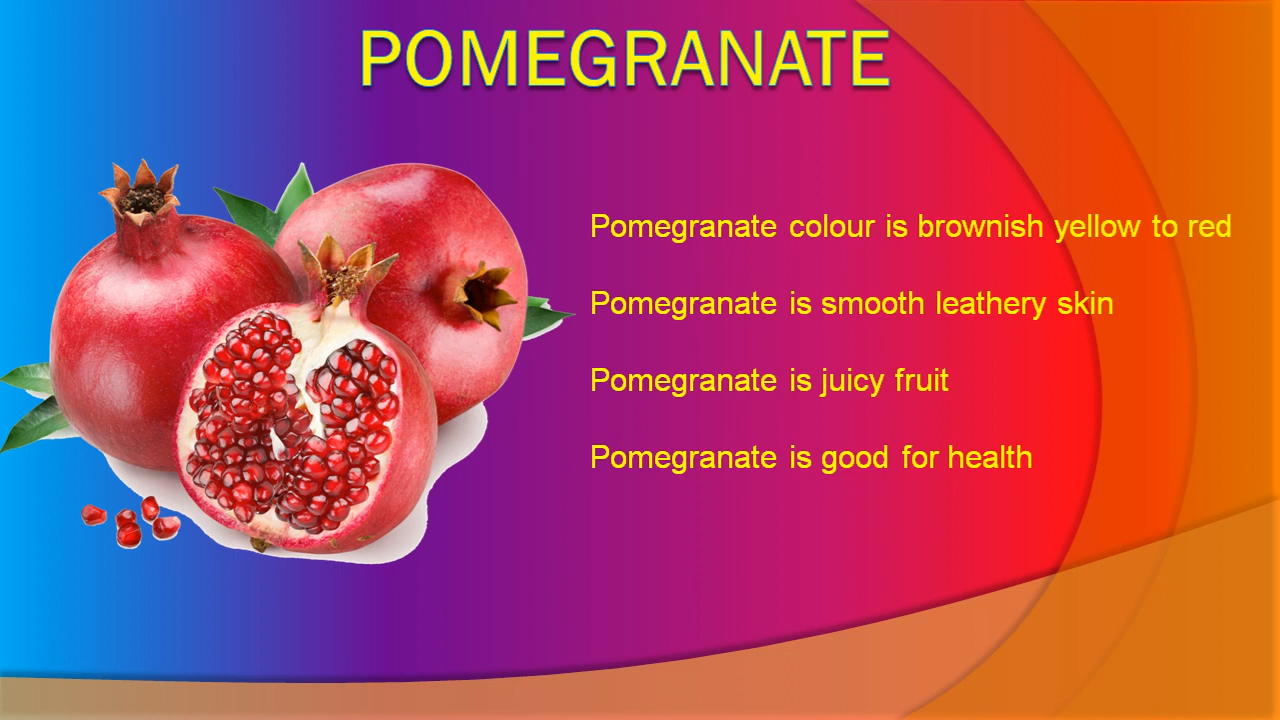 POMEGRANATE
Pomegranate colour is brownish yellow to red
Pomegranate is smooth leathery skin
Pomegranate is juicy fruit
Pomegranate is good for health